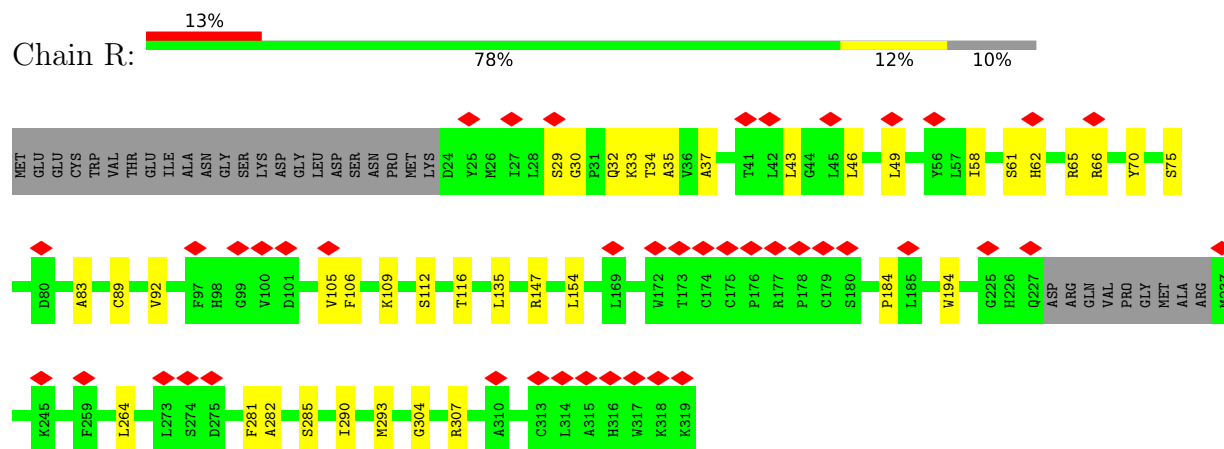 13%
Chain R:
78% 12% 10%
MET GLU GLU CYS TRP VAL THR GLU ILE ALA ASN GLY SER LYS ASP GLY LEU ASP SER ASN PRO MET LYS D24 Y25 M26 I27 L28 S29 G30 P31 Q32 K33 T34 A35 V36 A37 T41 L42 L43 G44 L45 L46 L49 Y56 L57 I58 S61 H62 R65 R66 Y70 S75
D80 A83 C89 V92 F97 H98 G99 V100 D101 V105 F106 K109 S112 T116 L135 R147 L154 L169 W172 T173 C174 C175 P176 R177 P178 C179 S180 P184 L185 W194 G225 H226 Q227 ASP ARG GLN VAL PRO GLY MET ALA ARG M237
K245 F259 L264 L273 S274 D275 F281 A282 S285 I290 M293 G304 R307 A310 C313 L314 A315 H316 W317 K318 K319